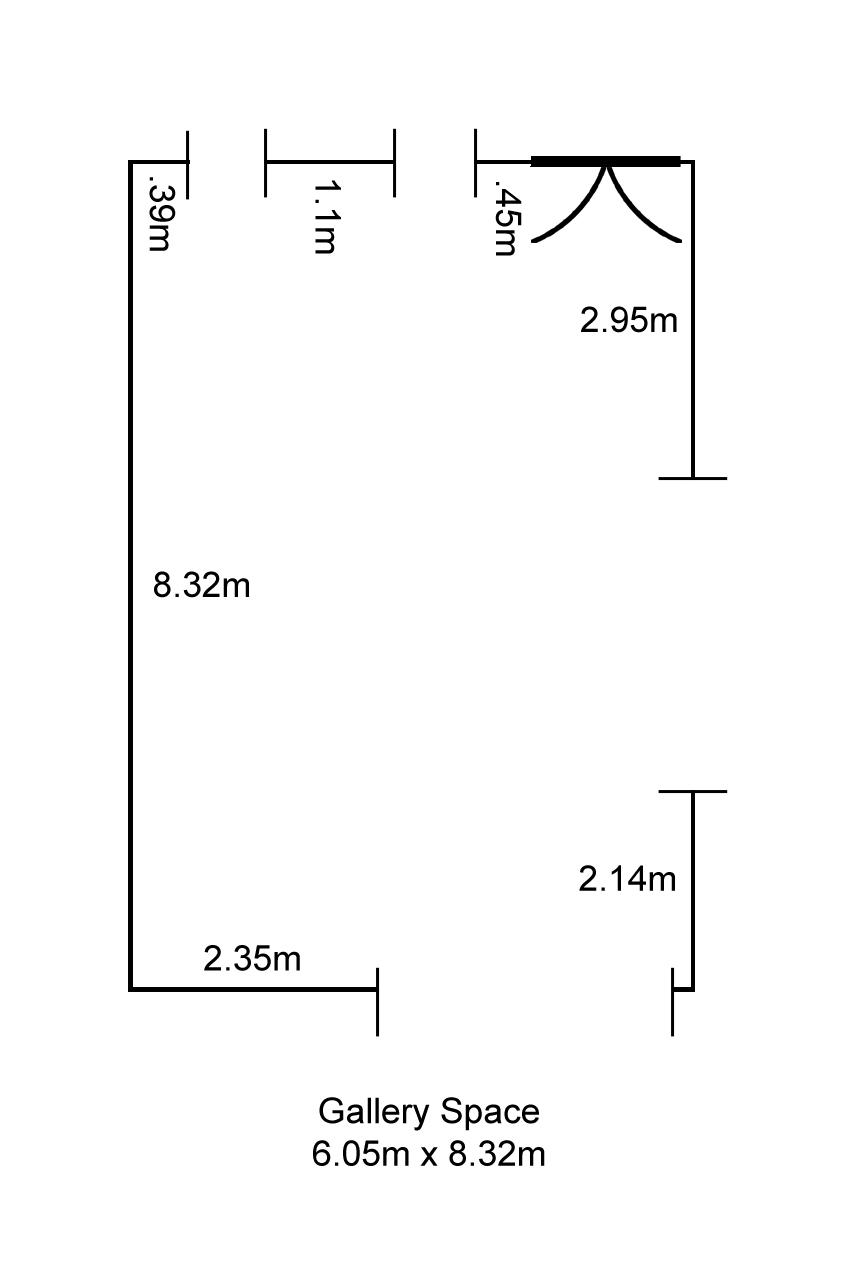 .39m
1.1m
.45m
2.95m
8.32m
2.14m
2.35m
Gallery Space
6.05m x 8.32m